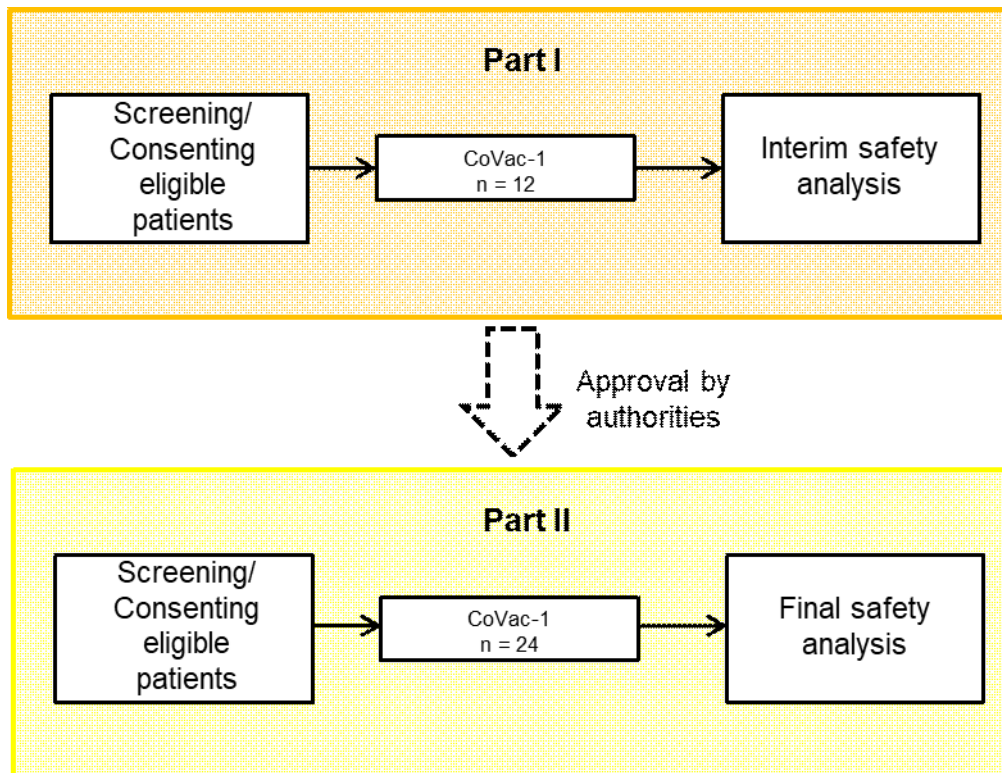 Part I
Screening/
Consenting
eligible
patients
CoVac-1
n = 12
Interim safety
analysis
Approval by
authorities
Part II
Screening/
Consenting
eligible
patients
CoVac-1
n = 24
Final safety
analysis